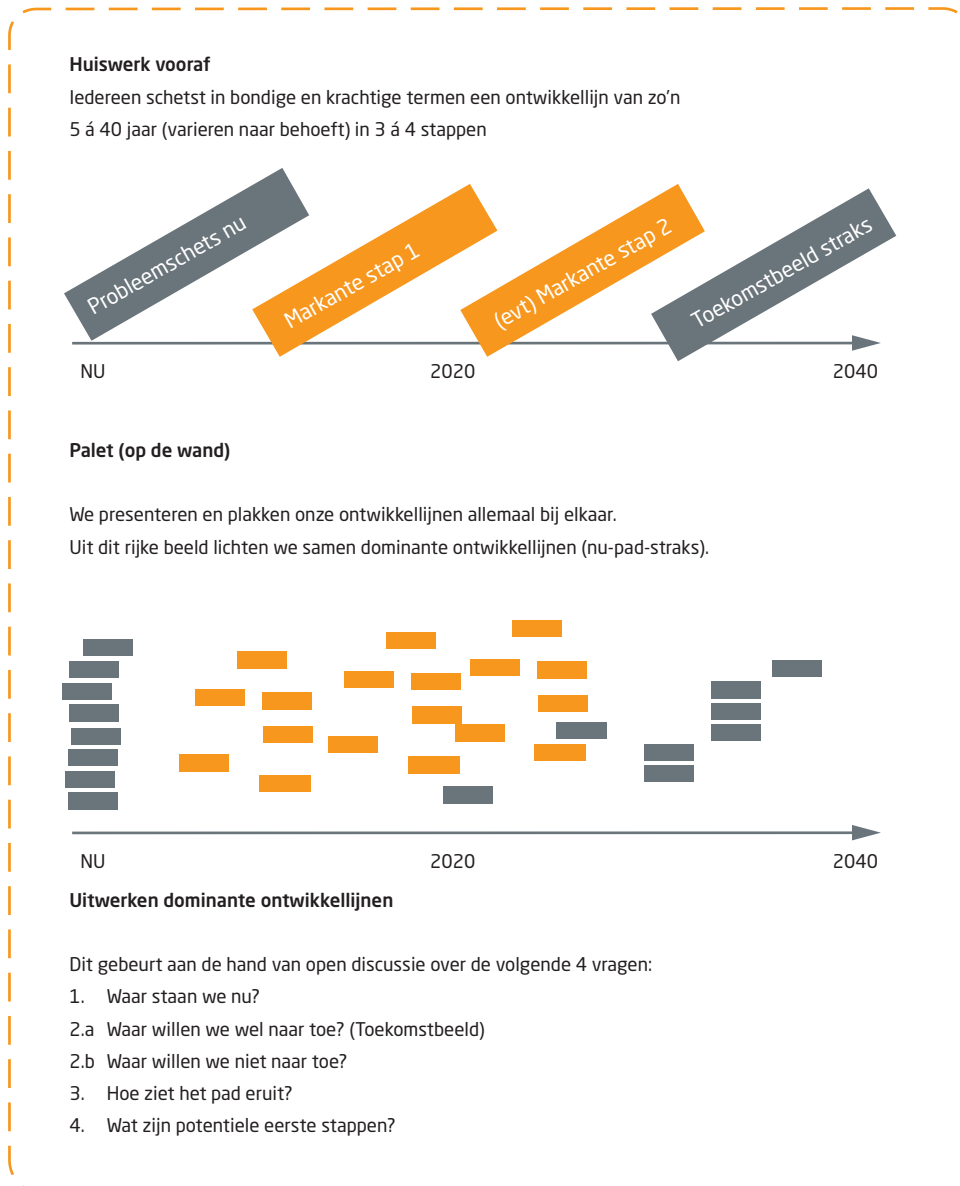 Huiswerk vooraf
Iedereen schetst in bondige en krachtige termen een ontwikkellijn van zo'n
5 á 40 jaar (varieren naar behoeft) in 3 á 4 stappen
Probleemschets nu
Markante stap 1
(evt) Markante stap 2
Toekomstbeeld straks
NU
2020
2040
Palet (op de wand)
We presenteren en plakken onze ontwikkellijnen allemaal bij elkaar.
Uit dit rijke beeld lichten we samen dominante ontwikkellijnen (nu-pad-straks).
NU
2020
2040
Uitwerken dominante ontwikkellijnen
Dit gebeurt aan de hand van open discussie over de volgende 4 vragen:
1. Waar staan we nu?
2.a Waar willen we wel naar toe? (Toekomstbeeld)
2.b Waar willen we niet naar toe?
3. Hoe ziet het pad eruit?
4. Wat zijn potentiele eerste stappen?